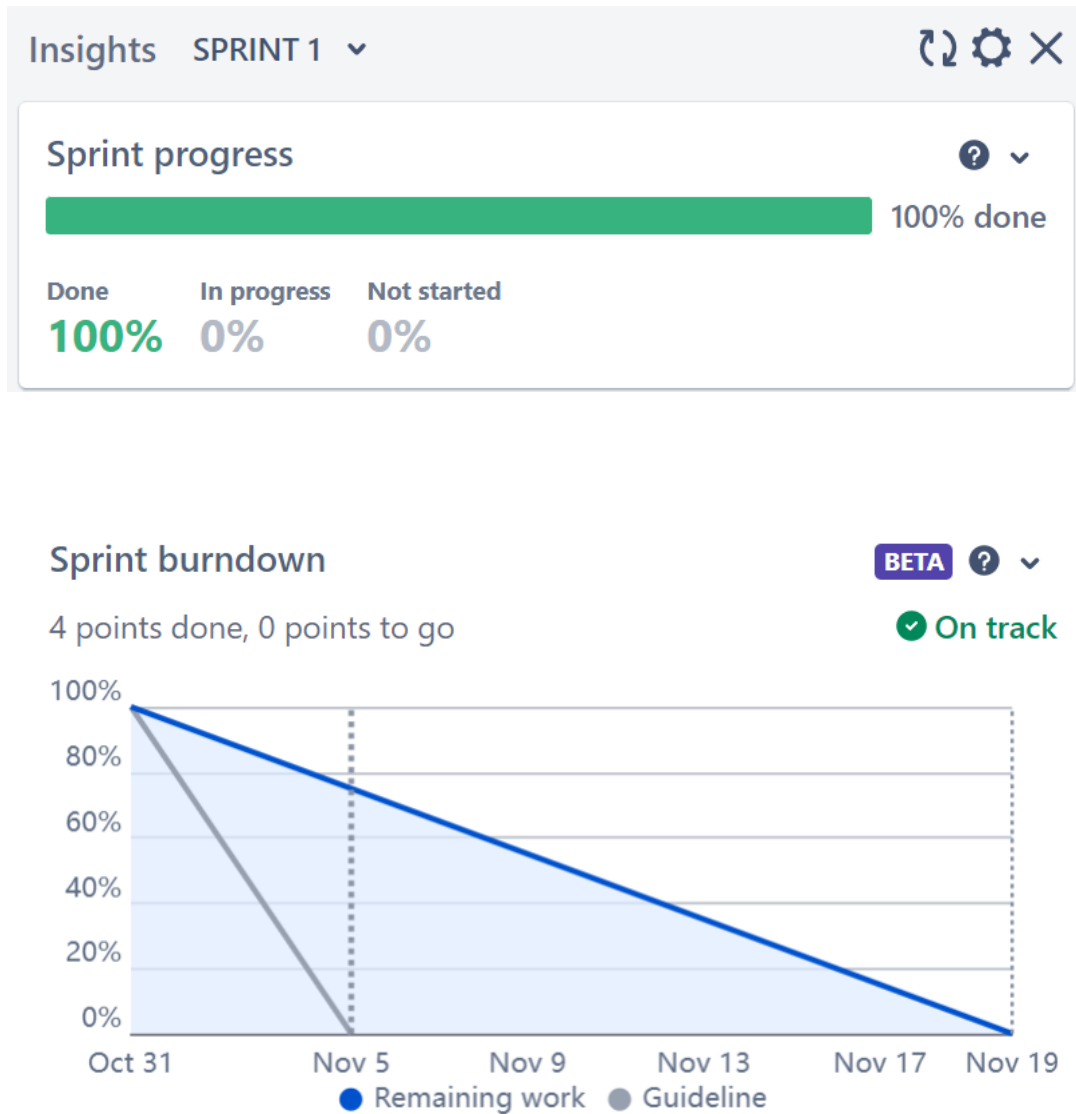 Insights SPRINT 1
Sprint progress
100% done
Done In progress Not started
100% 0% 0%
Sprint burndown BETA
4 points done, 0 points to go On track
100%
80%
60%
40%
20%
0%
Oct 31 Nov 5 Nov 9 Nov 13 Nov 17 Nov 19
Remaining work Guideline